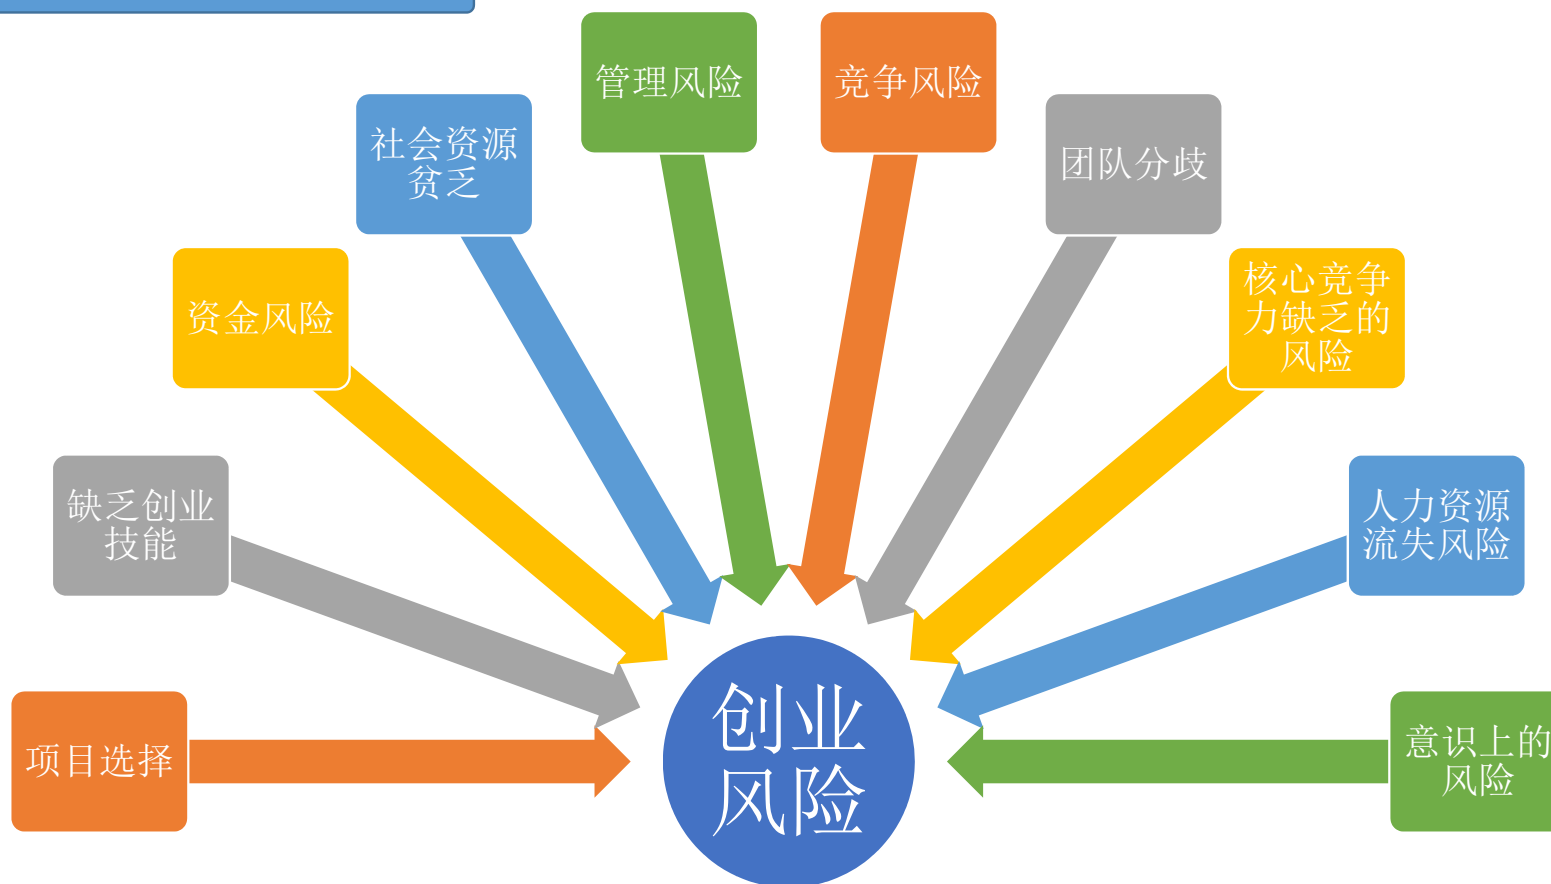 管理风险
竞争风险
社会资源
贫乏
团队分歧
资金风险
核心竞争
力缺乏的
风险
缺乏创业
技能
人力资源
流失风险
项目选择
创业
风险
意识上的
风险